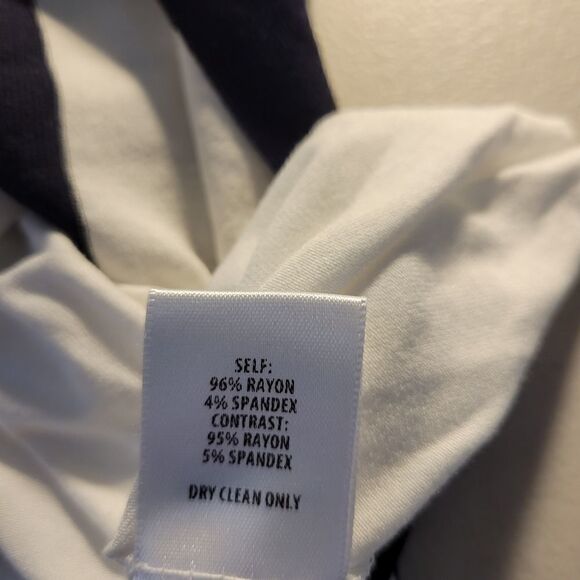 SELF:
96% RAYON
4% SPANDEX
CONTRAST:
95% RAYON
5% SPANDEX
DRY CLEAN ONLY